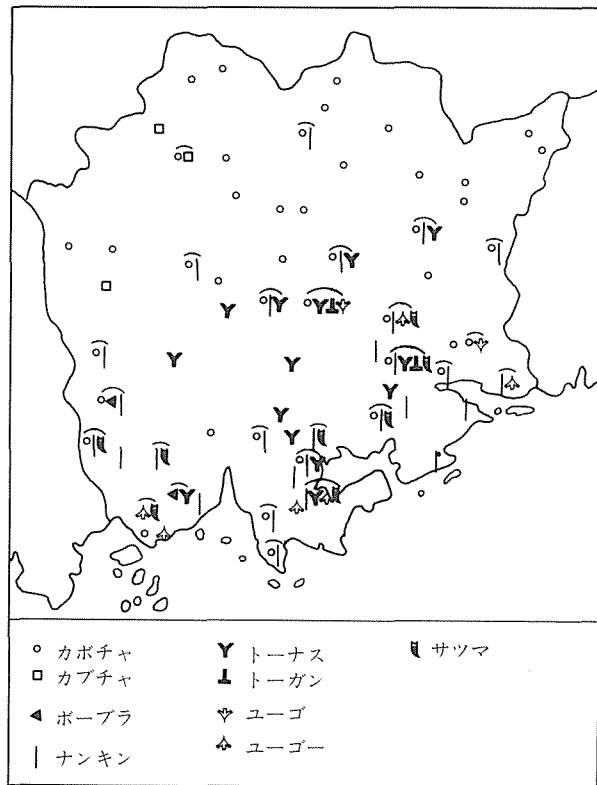 カボチャ
カブチャ
ボーブラ
ナンキン
トーナス
トーガン
ユーゴ
ユーゴー
サツマ